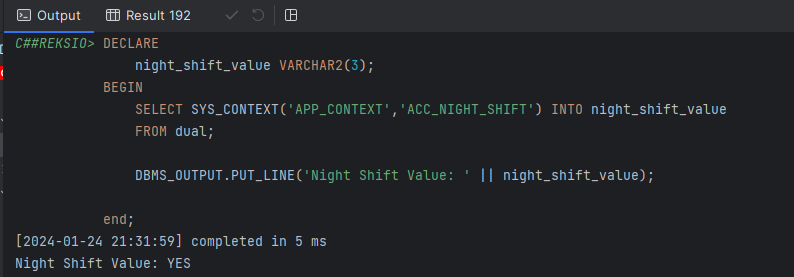 Output Result 192
C##REKSIO> DECLARE
night_shift_value VARCHAR2(3);
BEGIN
SELECT SYS_CONTEXT('APP_CONTEXT','ACC_NIGHT_SHIFT') INTO night_shift_value
FROM dual;
DBMS_OUTPUT.PUT_LINE('Night Shift Value: ' || night_shift_value);
end;
[2024-01-24 21:31:59] completed in 5 ms
Night Shift Value: YES